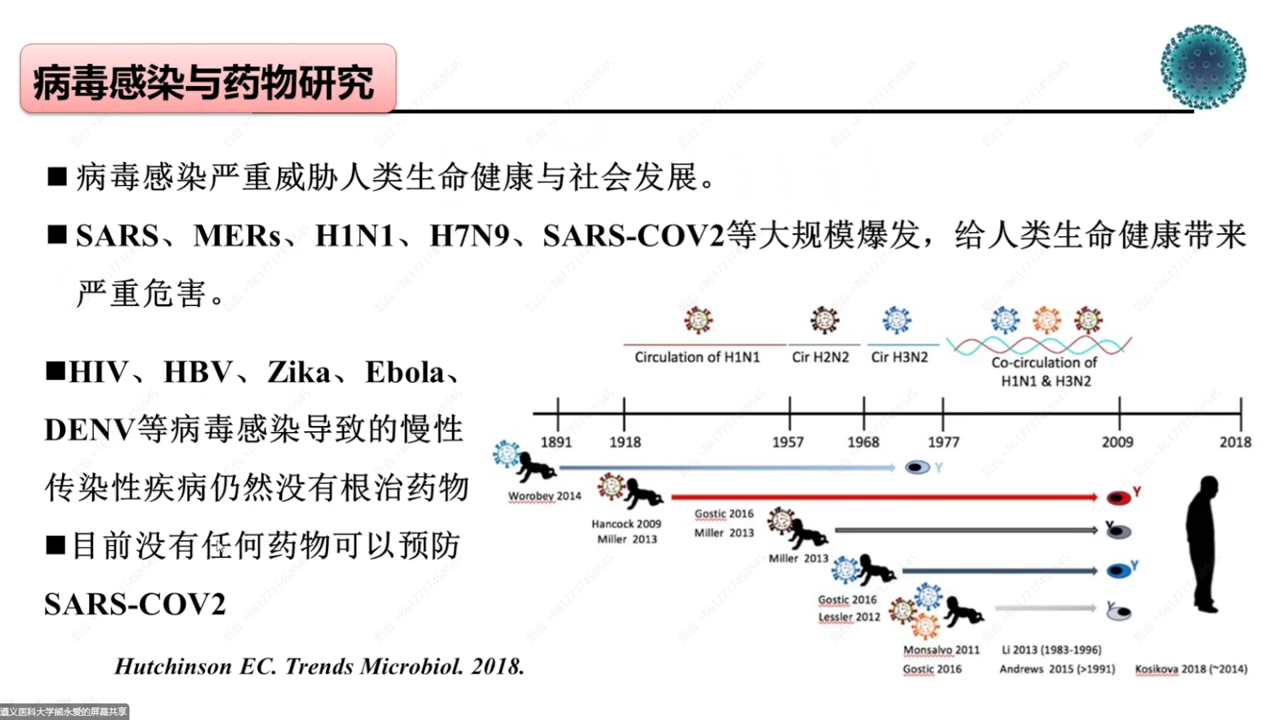 病毒感染与药物研究
■ 病毒感染严重威胁人类生命健康与社会发展。
■ SARS、MERs、H1N1、H7N9、SARS-COV2等大规模爆发，给人类生命健康带来
严重危害。
■HIV、HBV、Zika、Ebola、
DENV等病毒感染导致的慢性
传染性疾病仍然没有根治药物
■目前没有任何药物可以预防
SARS-COV2
Circulation of H1N1
Cir H2N2
Cir H3N2
Co-circulation of
H1N1 & H3N2
1891 1918 1957 1968 1977 2009 2018
Y
Worobey 2014
Y
Hancock 2009
Miller 2013
Gostic 2016
Miller 2013
Y
Miller 2013
Y
Gostic 2016
Lessler 2012
Y
Monsalvo 2011
Gostic 2016
Li 2013 (1983-1996)
Andrews 2015 (>1991)
Kosikova 2018 (~2014)
Hutchinson EC. Trends Microbiol. 2018.
遵义医科大学熊永爱的屏幕共享